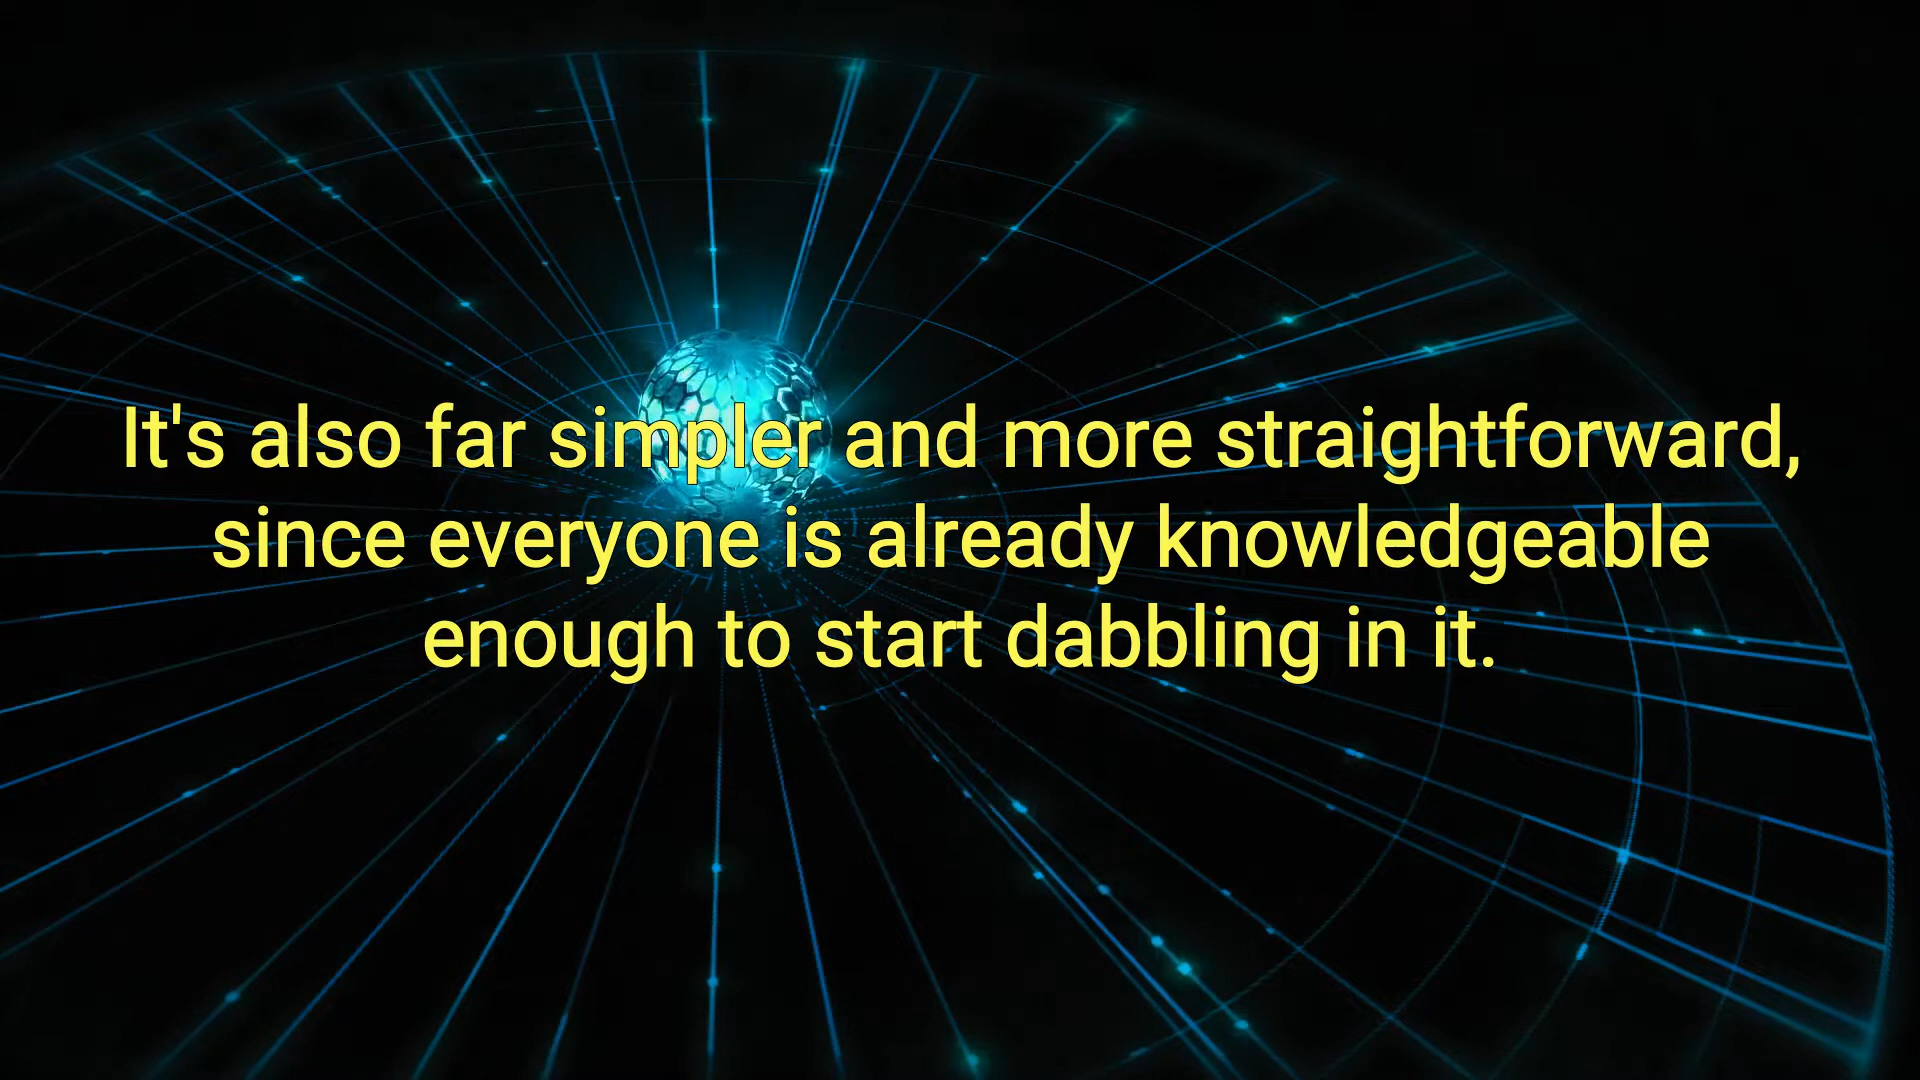 It's also far simpler and more straightforward,
since everyone is already knowledgeable
enough to start dabbling in it.